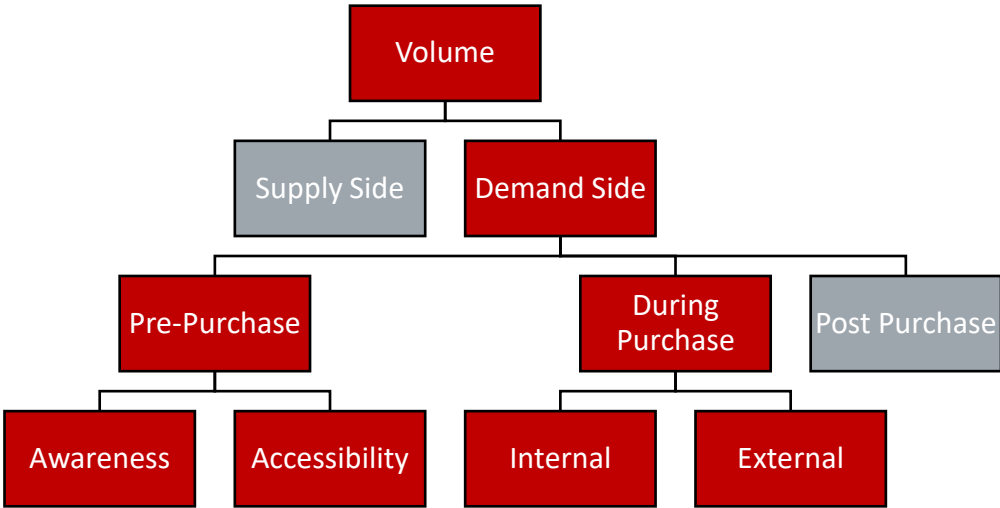 Volume
Supply Side
Demand Side
Pre-Purchase
During
Purchase
Post Purchase
Awareness
Accessibility
Internal
External